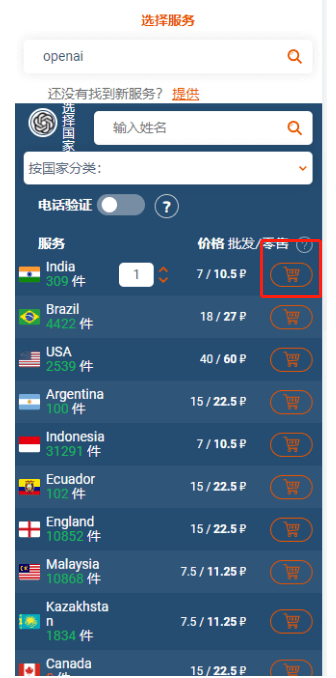 选择服务
openai
还没有找到新服务? 提供
选择国家
输入姓名
按国家分类:
电话验证 ?
服务 价格 批发/零售 ?
India
309 件 1 7 / 10.5 ₽
Brazil
4422 件 18 / 27 ₽
USA
2539 件 40 / 60 ₽
Argentina
100 件 15 / 22.5 ₽
Indonesia
31291 件 7 / 10.5 ₽
Ecuador
102 件 15 / 22.5 ₽
England
10852 件 15 / 22.5 ₽
Malaysia
10868 件 7.5 / 11.25 ₽
Kazakhsta
n
1834 件 7.5 / 11.25 ₽
Canada
件 15 / 22.5 ₽